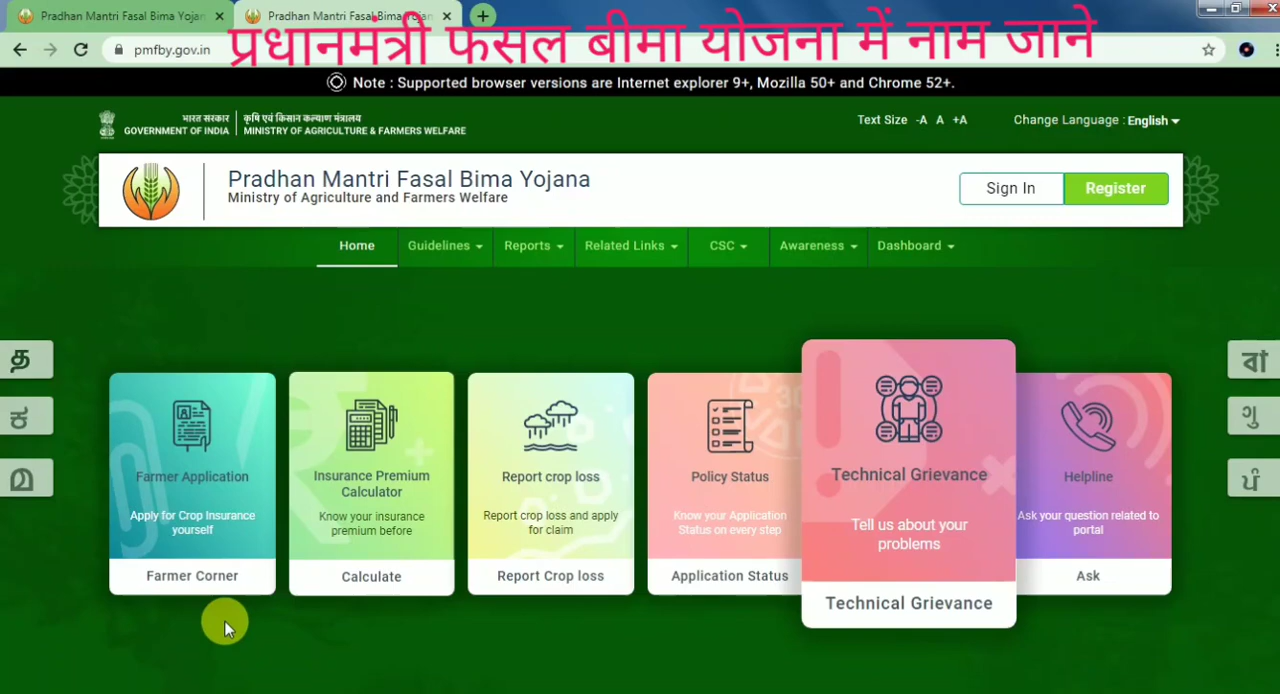 Pradhan Mantri Fasal Bima Yojan
Pradhan Mantri Fasal Bima Yojan
pmfby.gov.in
प्रधानमंत्री फसल बीमा योजना में नाम जाने
Note : Supported browser versions are Internet explorer 9+, Mozilla 50+ and Chrome 52+.
भारत सरकार
GOVERNMENT OF INDIA
कृषि एवं किसान कल्याण मंत्रालय
MINISTRY OF AGRICULTURE & FARMERS WELFARE
Text Size -A A +A
Change Language : English
Pradhan Mantri Fasal Bima Yojana
Ministry of Agriculture and Farmers Welfare
Sign In
Register
Home
Guidelines
Reports
Related Links
CSC
Awareness
Dashboard
த
ಕ
മ
বা
ગુ
ਪੰ
Farmer Application
Apply for Crop Insurance
yourself
Farmer Corner
Insurance Premium
Calculator
Know your insurance
premium before
Calculate
Report crop loss
Report crop loss and apply
for claim
Report Crop loss
Policy Status
Know your Application
Status on every step
Application Status
Technical Grievance
Tell us about your
problems
Technical Grievance
Helpline
Ask your question related to
portal
Ask